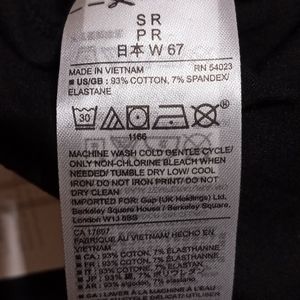 SR
PR
日本 W 67
MADE IN VIETNAM RN 54023
■ US/GB : 93% COTTON, 7% SPANDEX/
ELASTANE
30
1166
MACHINE WASH COLD GENTLE CYCLE/
ONLY NON-CHLORINE BLEACH WHEN
NEEDED/ TUMBLE DRY LOW/ COOL
IRON/ DO NOT IRON PRINT/ DO NOT
DRY CLEAN
IMPORTED FOR: Gap (UK Holdings) Ltd.
Berkeley Square House / Berkeley Square,
London W1J 6BS
CA 17897
FABRIQUÉ AU VIETNAM/ HECHO EN
VIETNAM
■ CA : 93% COTON, 7% ÉLASTHANNE
■ FR : 93% COTON, 7% ÉLASTHANNE